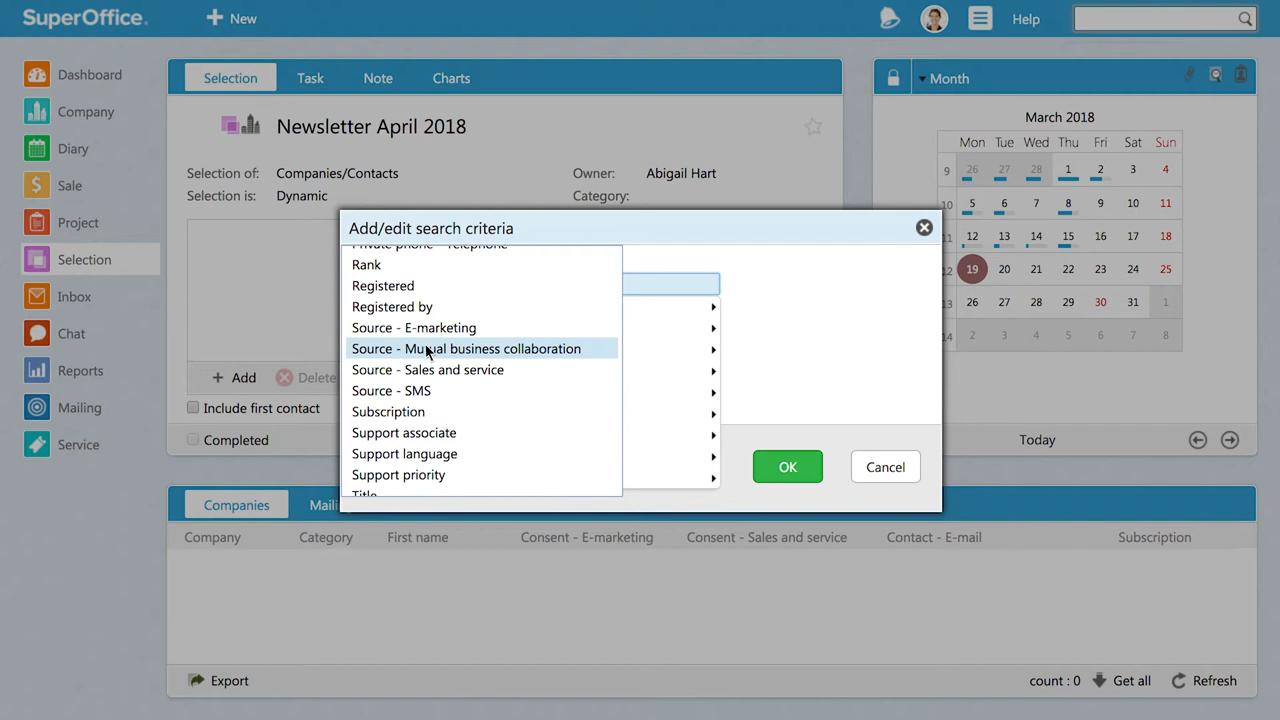 SuperOffice.
New
Help
Dashboard
Company
Diary
Sale
Project
Selection
Inbox
Chat
Reports
Mailing
Service
Selection
Task
Note
Charts
Newsletter April 2018
Selection of:
Companies/Contacts
Owner:
Abigail Hart
Selection is:
Dynamic
Category:
Add
Delete
Include first contact
Completed
Add/edit search criteria
Private phone - Telephone
Rank
Registered
Registered by
Source - E-marketing
Source - Mutual business collaboration
Source - Sales and service
Source - SMS
Subscription
Support associate
Support language
Support priority
Title
OK
Cancel
Month
March 2018
Mon Tue Wed Thu Fri Sat Sun
9 26 27 28 1 2 3 4
10 5 6 7 8 9 10 11
11 12 13 14 15 16 17 18
12 19 20 21 22 23 24 25
13 26 27 28 29 30 31 1
14 2 3 4 5 6 7 8
Today
Companies
Maili
Company
Category
First name
Consent - E-marketing
Consent - Sales and service
Contact - E-mail
Subscription
Export
count : 0
Get all
Refresh